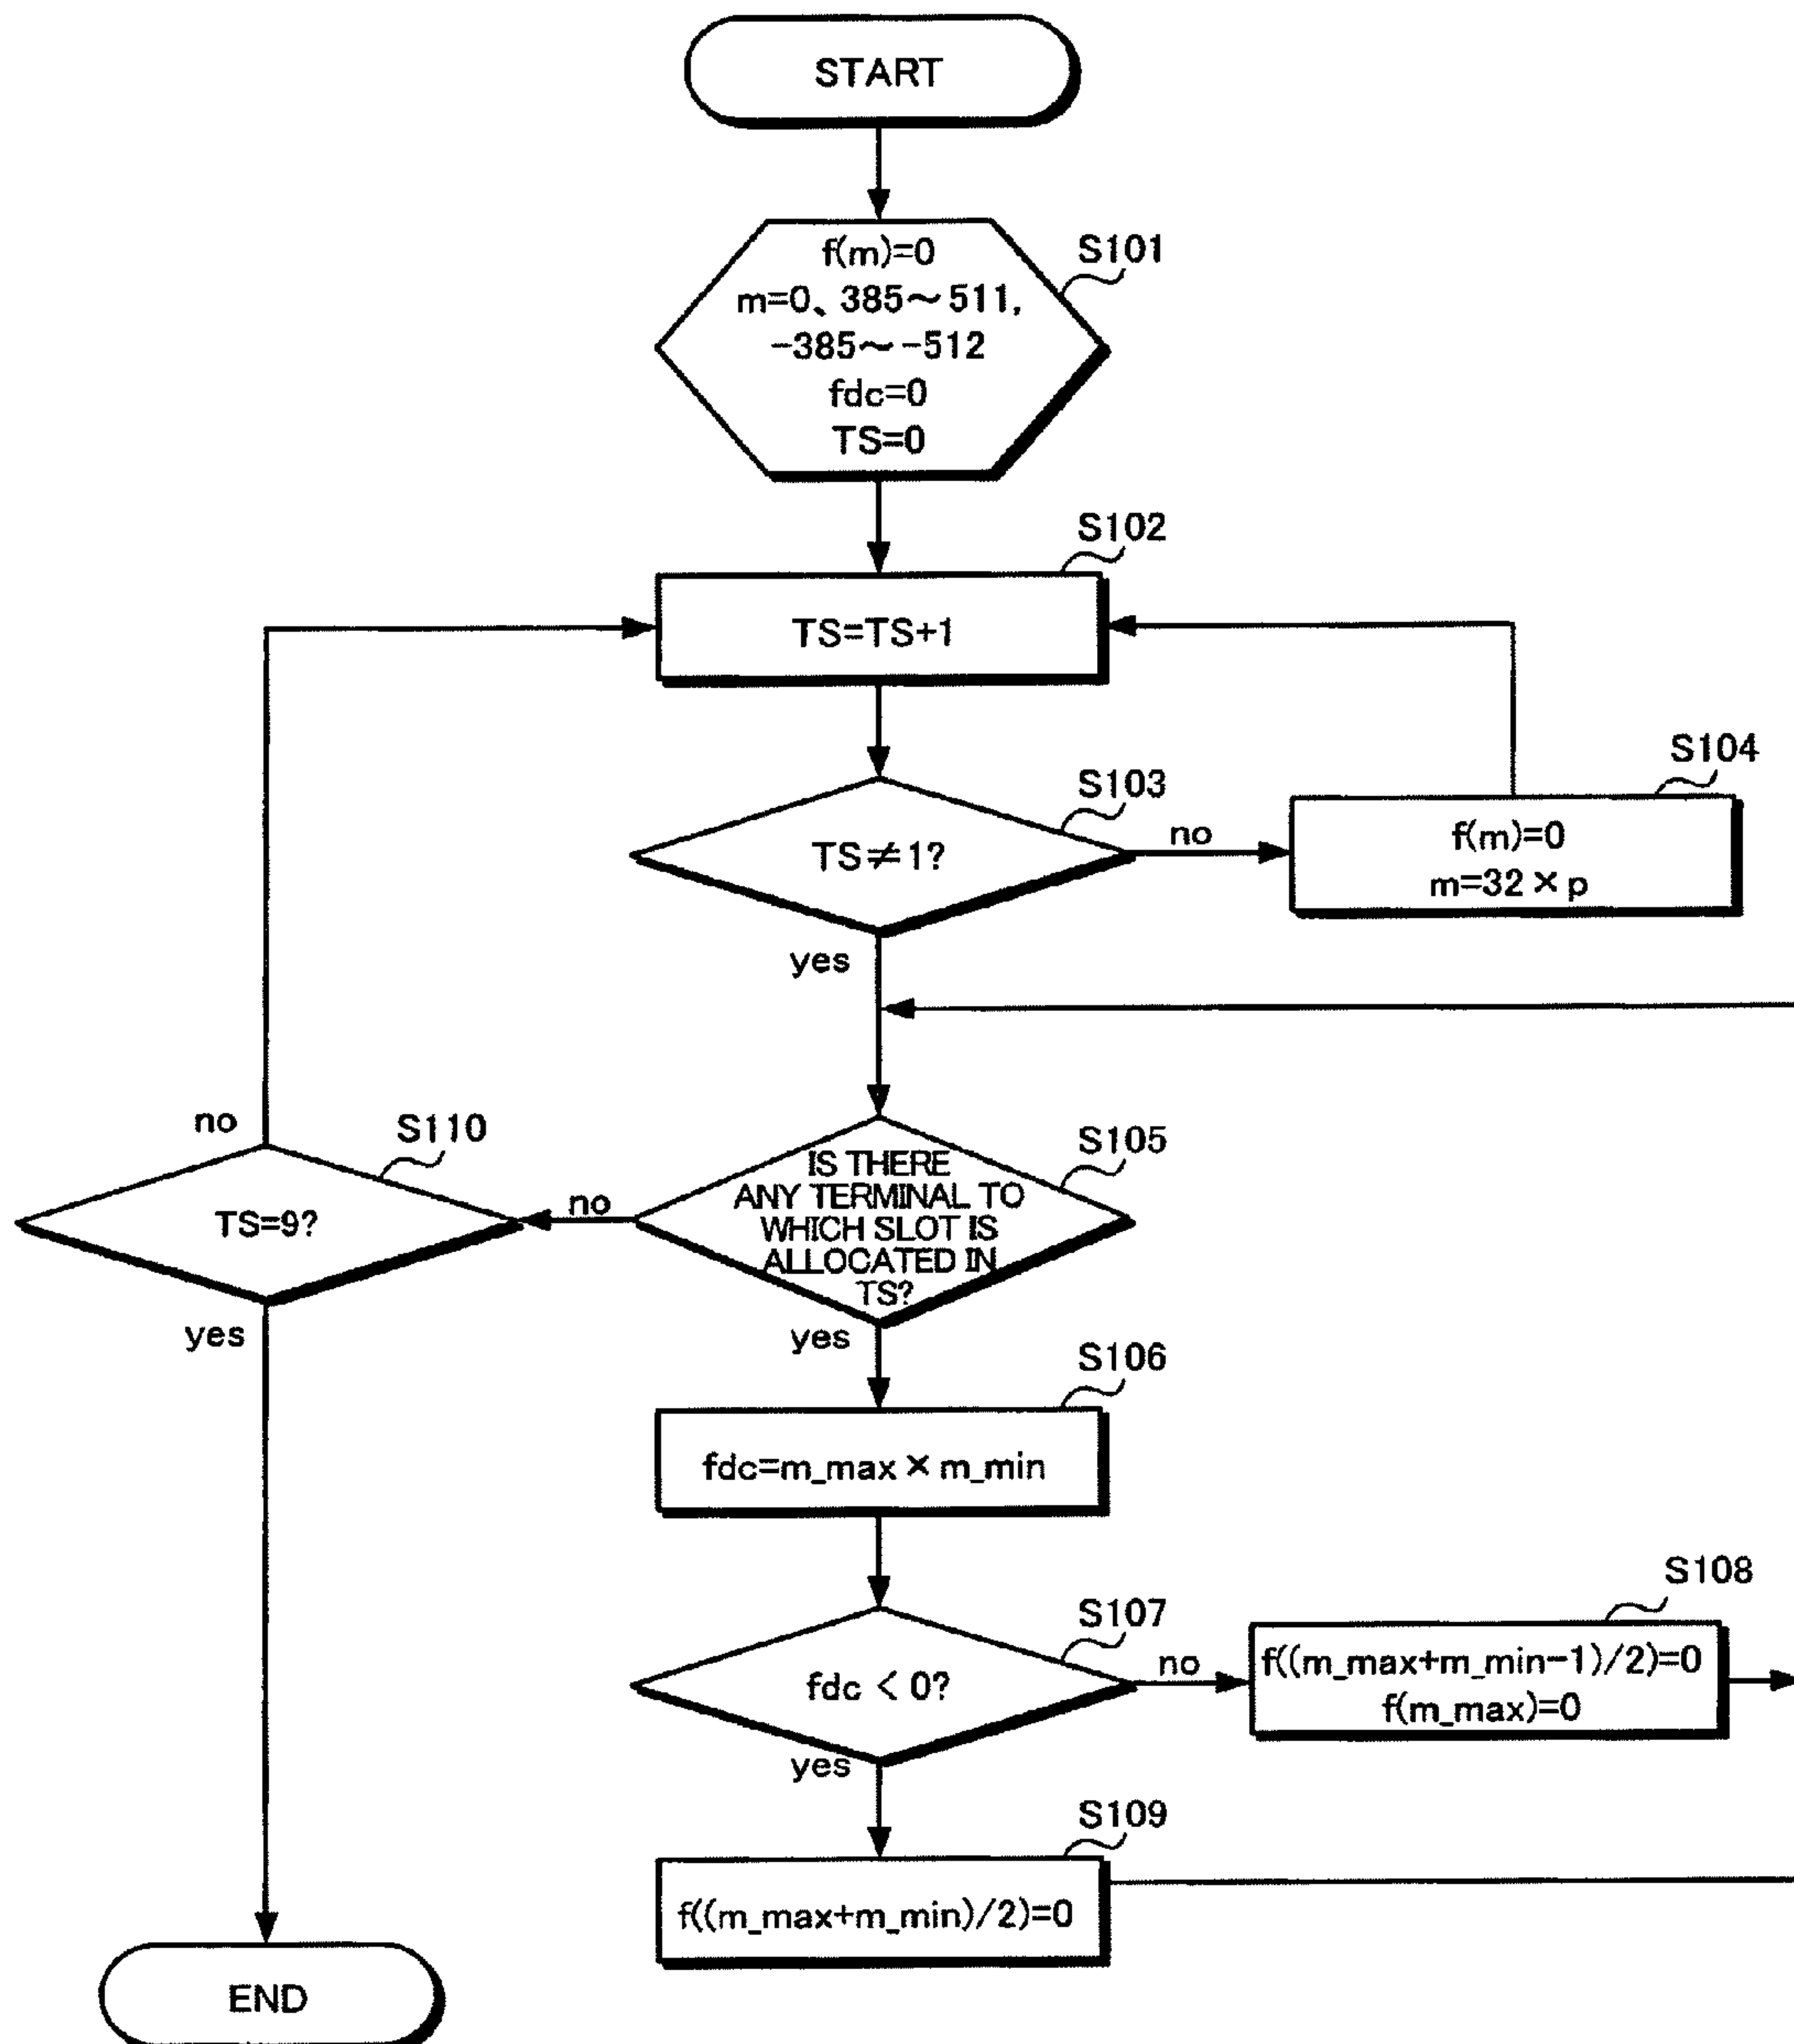 START
S101
f(m)=0
m=0、385～511,
-385～-512
fdc=0
TS=0
S102
TS=TS+1
S103
TS≠1?
no
yes
S104
f(m)=0
m=32×p
S105
IS THERE
ANY TERMINAL TO
WHICH SLOT IS
ALLOCATED IN
TS?
no
yes
S110
TS=9?
no
yes
S106
fdc=m_max×m_min
S107
fdc < 0?
no
yes
S108
f((m_max+m_min-1)/2)=0
f(m_max)=0
S109
f((m_max+m_min)/2)=0
END